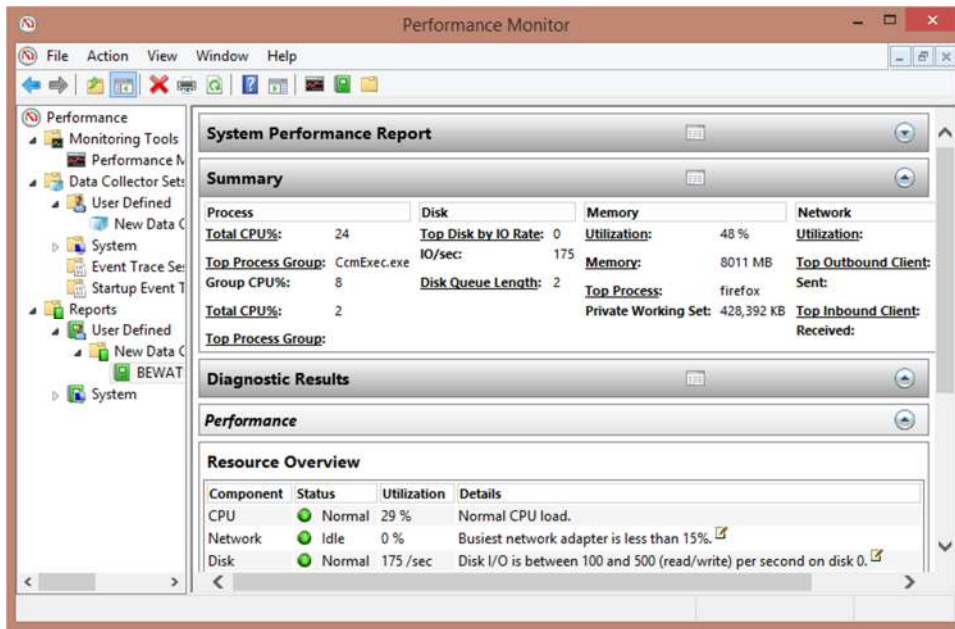 Performance Monitor
File Action View Window Help
Performance
Monitoring Tools
Performance M
Data Collector Sets
User Defined
New Data C
System
Event Trace Ses
Startup Event T
Reports
User Defined
New Data C
BEWAT
System
System Performance Report
Summary
Process Disk Memory Network
Total CPU%: 24 Top Disk by IO Rate: 0 Utilization: 48 % Utilization:
Top Process Group: CcmExec.exe IO/sec: 175 Memory: 8011 MB Top Outbound Client:
Group CPU%: 8 Disk Queue Length: 2 Top Process: firefox Sent:
Total CPU%: 2 Private Working Set: 428,392 KB Top Inbound Client:
Top Process Group: Received:
Diagnostic Results
Performance
Resource Overview
Component Status Utilization Details
CPU Normal 29 % Normal CPU load.
Network Idle 0 % Busiest network adapter is less than 15%.
Disk Normal 175 /sec Disk I/O is between 100 and 500 (read/write) per second on disk 0.